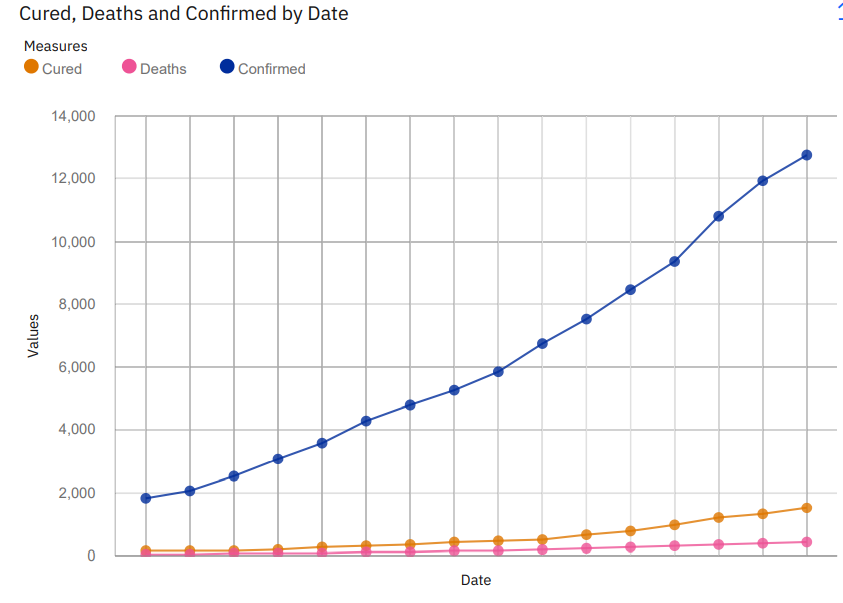 Cured, Deaths and Confirmed by Date
Measures
Cured Deaths Confirmed
14,000
12,000
10,000
8,000
6,000
4,000
2,000
0
Values
Date